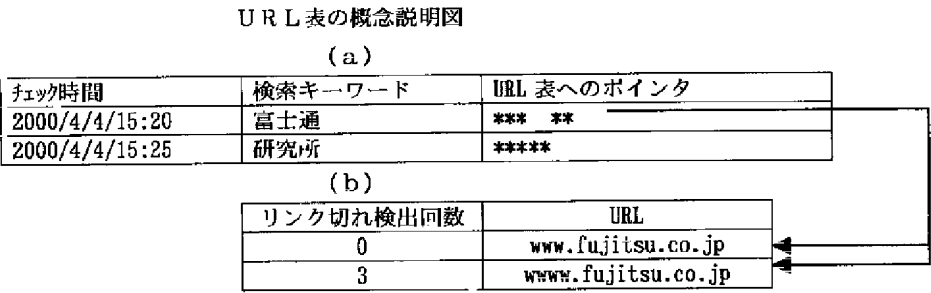 URL表の概念説明図
(a)
ﾁｪｯｸ時間 検索キーワード URL 表へのポインタ
2000/4/4/15:20 富士通 *** **
2000/4/4/15:25 研究所 *****
(b)
リンク切れ検出回数 URL
0 www.fujitsu.co.jp
3 wwww.fujitsu.co.jp